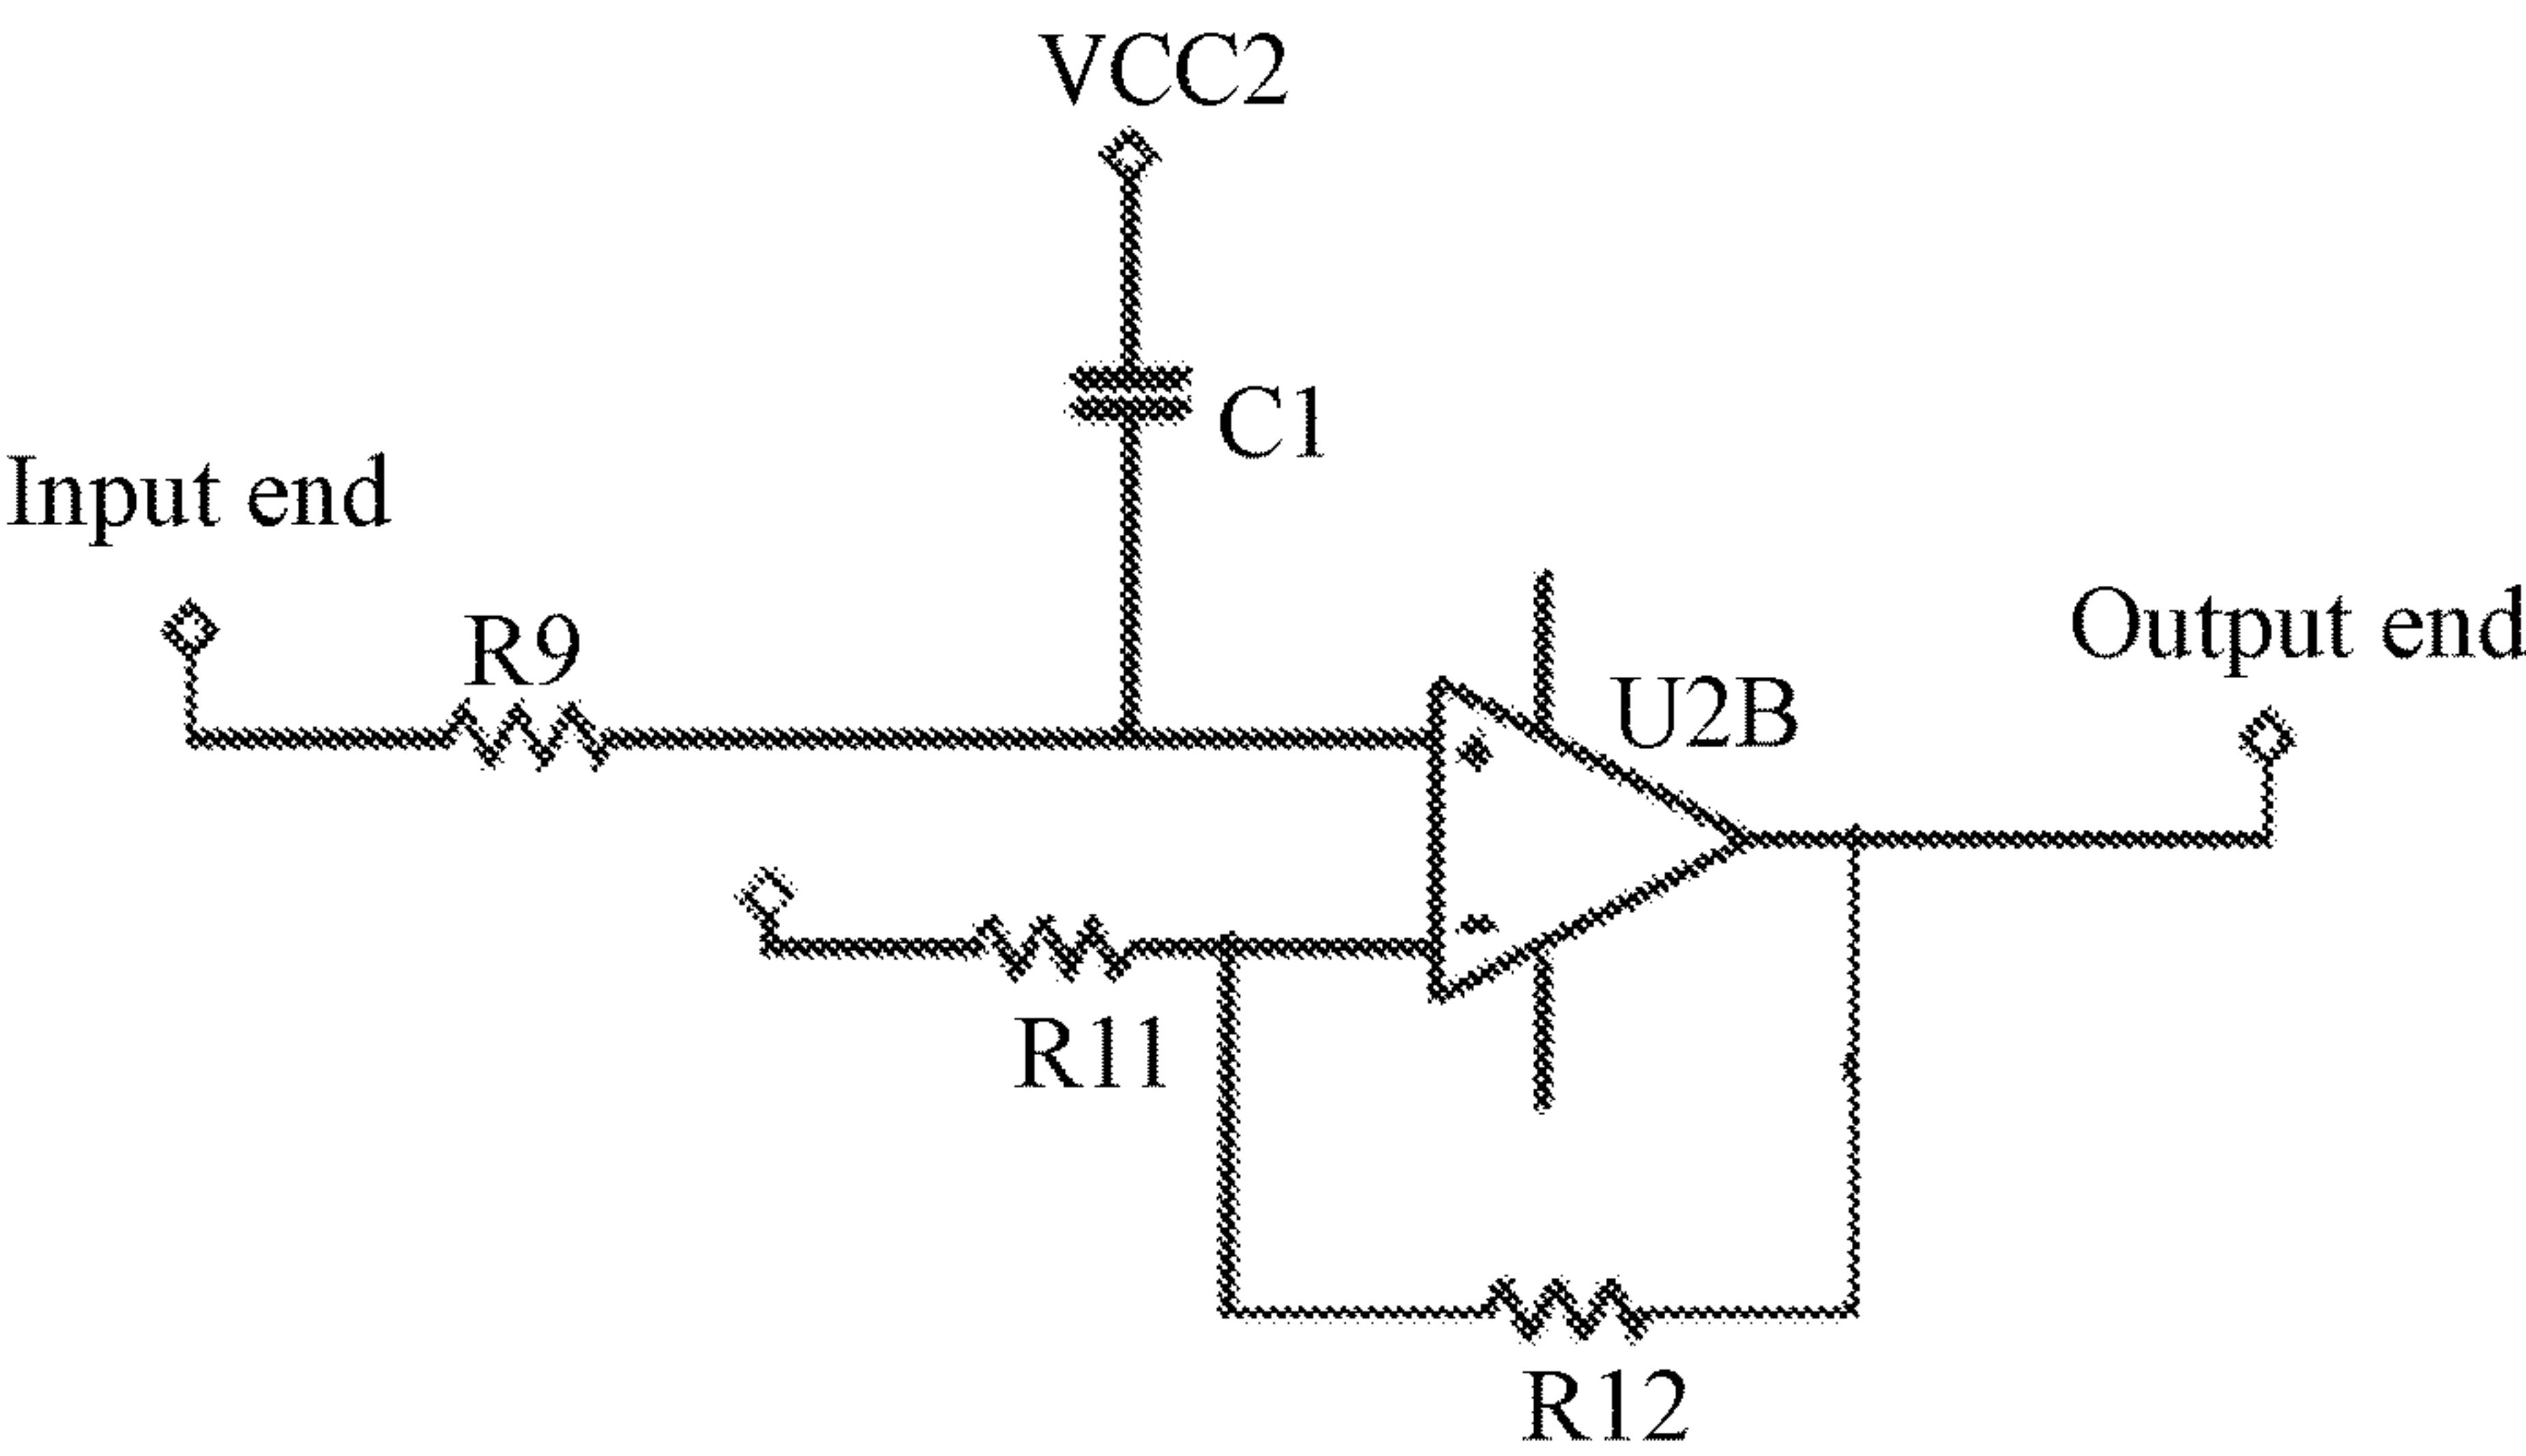 VCC2
C1
Input end
R9
U2B
Output end
R11
R12